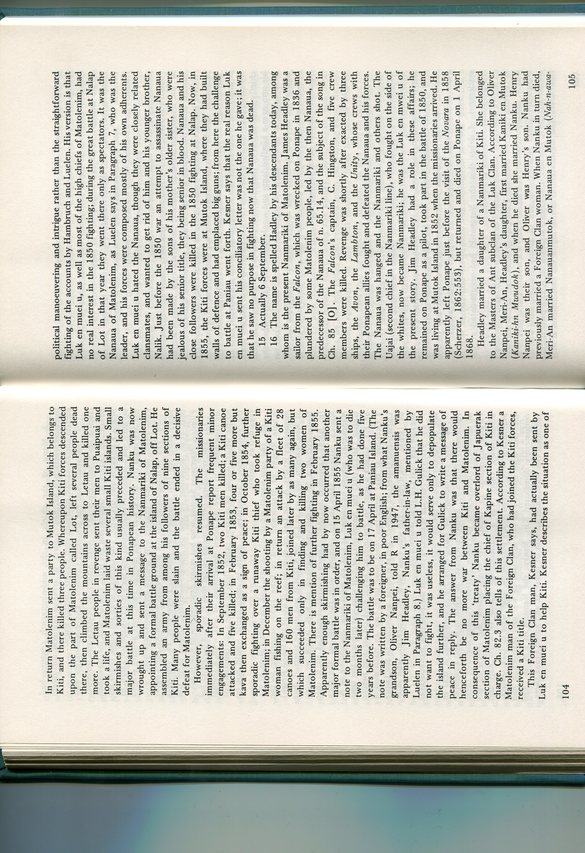 In return Matolenim sent a party to Mutok Island, which belongs to
Kiti, and there killed three people. Whereupon Kiti forces descended
upon the part of Matolenim called Lot, left several people dead
there, then climbed the mountains across to Letau and killed one
more. The Letau people in revenge sent their men to Puaipuai and
took a life, and Matolenim laid waste several small Kiti islands. Small
skirmishes and sorties of this kind usually preceded and led to a
major battle at this time in Ponapean history. Nanku was now
wrought up and sent a message to the Nanmariki of Matolenim,
appointing a formal battle ground at the island of Nalap, off Lot. He
assembled an army from among his followers of nine sections of
Kiti. Many people were slain and the battle ended in a decisive
defeat for Matolenim.
However, sporadic skirmishes resumed. The missionaries
immediately after their arrival at Ponape report frequent minor
engagements: In September 1852, two Kiti men killed; a Kiti canoe
attacked and five killed; in February 1853, four or five more but
kava then exchanged as a sign of peace; in October 1854, further
sporadic fighting over a runaway Kiti thief who took refuge in
Matolenim; in December the shooting by a Matolenim party of a Kiti
woman fishing on the reef; in return an attack by a fleet of 28
canoes and 160 men from Kiti, joined later by as many again, but
which succeeded only in finding and killing two women of
Matolenim. There is mention of further fighting in February 1855.
Apparently enough skirmishing had by now occurred that another
major formal battle was in order, and on 15 April 1855 Nanku sent a
note to the Nanmariki of Matolenim, Luk en muei u (who was to die
two months later) challenging him to battle, as he had done five
years before. The battle was to be on 17 April at Paniau Island. (The
note was written by a foreigner, in poor English; from what Nanku's
grandson, Oliver Nanpei, told R in 1947, the amanuensis was
apparently Jim Headley, Nanku's father-in-law, mentioned by
Luelen in Paragraph 8.) Luk en muei u told L.H. Gulick that he did
not want to fight, it was useless, it would serve only to depopulate
the island further, and he arranged for Gulick to write a message of
peace in reply. The answer from Nanku was that there would
henceforth be no more war between Kiti and Matolenim. In
consequence of this 'treaty' Nanku became overlord of Japuerak
section of Matolenim placing the chief of Kapine section of Kiti in
charge. Ch. 82.3 also tells of this settlement. According to Kesner a
Matolenim man of the Foreign Clan, who had joined the Kiti forces,
received a Kiti title.
This Foreign Clan man, Kesner says, had actually been sent by
Luk en muei u to help Kiti. Kesner describes the situation as one of
104
political manoeuvering and intrigue rather than the straightforward
fighting of the accounts by Hambruch and Luelen. His version is that
Luk en muei u, as well as most of the high chiefs of Matolenim, had
no real interest in the 1850 fighting; during the great battle at Nalap
of Lot in that year they went there only as spectators. It was the
Nanaua of Matolenim, as Luelen says in Paragraph 7, who was the
leader, and his forces were composed mostly of his own adherents.
Luk en muei u hated the Nanaua, though they were closely related
clansmates, and wanted to get rid of him and his younger brother,
Nalik. Just before the 1850 war an attempt to assassinate Nanaua
had been made by the sons of his mother's older sister, who were
jealous of his senior title, they being senior in blood. Nanaua and his
close followers were killed in the 1850 fighting at Nalap. Now, in
1855, the Kiti forces were at Mutok Island, where they had built
walls of defence and had emplaced big guns; from here the challenge
to battle at Paniau went forth. Kesner says that the real reason Luk
en muei u sent his conciliatory letter was not the one he gave; it was
that he saw no purpose in fighting now that Nanaua was dead.
15 Actually 6 September.
16 The name is spelled Hadley by his descendants today, among
whom is the present Nanmariki of Matolenim. James Headley was a
sailor from the Falcon, which was wrecked on Ponape in 1836 and
plundered by some Matolenim people, led by the then Nanaua, the
predecessor of the Nanaua of n. 65.14, and the subject of the song in
Ch. 85 [O]. The Falcon's captain, C. Hingston, and five crew
members were killed. Revenge was shortly after exacted by three
ships, the Avon, the Lambton, and the Unity, whose crews with
their Ponapean allies fought and defeated the Nanaua and his forces.
The Nanaua was hanged and the Nanmariki and others shot. The
Uajai (second chief in the Nanmariki line), who fought on the side of
the whites, now became Nanmariki; he was the Luk en mwei u of
the present story. Jim Headley had a role in these affairs; he
remained on Ponape as a pilot, took part in the battle of 1850, and
was living at Mutok Island in 1852 when the missionaries arrived. He
apparently left Ponape just before the visit of the Novara in 1858
(Scherzer, 1862:553), but returned and died on Ponape on 1 April
1868.
Headley married a daughter of a Nanmariki of Kiti. She belonged
to the Masters of Ant subclan of the Luk Clan. According to Oliver
Nanpei, Meri-An, Headley's daughter, first married Kaniki en Mutok
(Kaniki-hn Mwudok), and when he died she married Nanku. Henry
Nanpei was their son, and Oliver was Henry's son. Nanku had
previously married a Foreign Clan woman. When Nanku in turn died,
Meri-An married Nanauanmutok, or Nanaua en Mutok (Nah-n-awa-
105